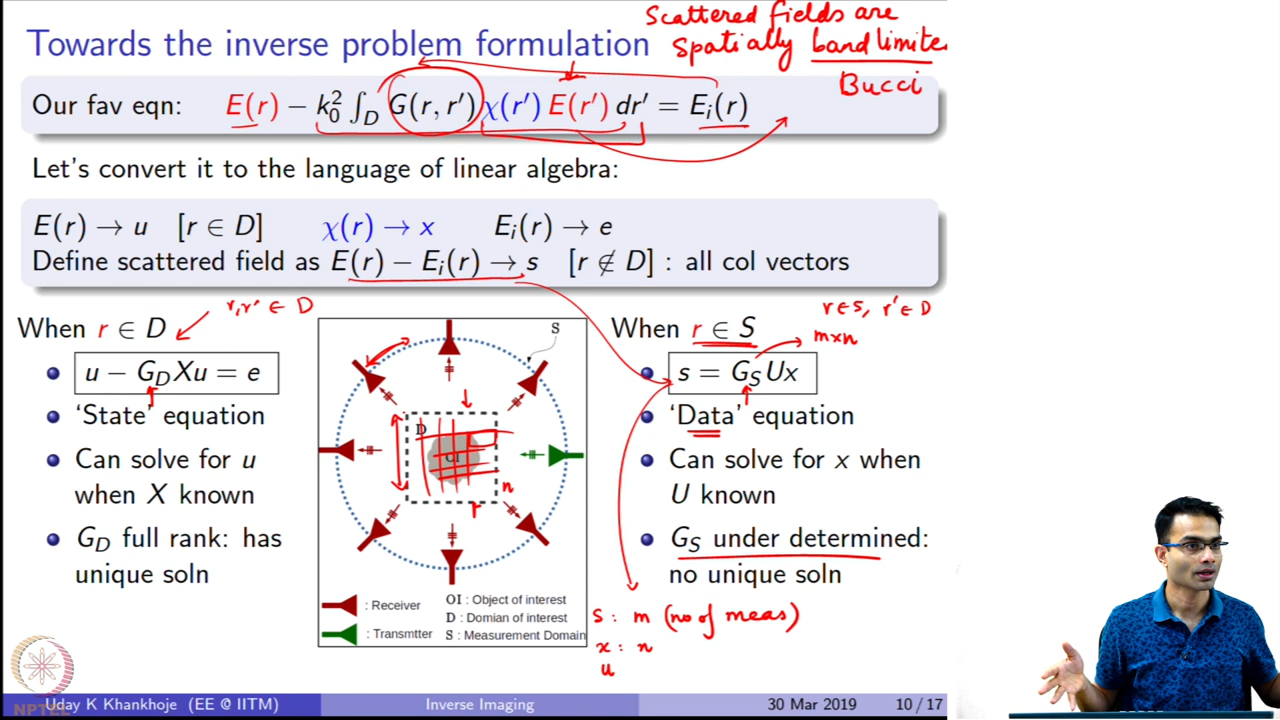 Scattered fields are
Towards the inverse problem formulation
spatially band limite
Bucci
Our fav eqn: E(r) − k₀² ∫_D G(r, r′) χ(r′) E(r′) dr′ = E_i(r)
Let's convert it to the language of linear algebra:
E(r) → u [r ∈ D] χ(r) → x E_i(r) → e
Define scattered field as E(r) − E_i(r) → s [r ∉ D] : all col vectors
r, r′ ∈ D
When r ∈ D
u − G_D Xu = e
'State' equation
Can solve for u
when X known
G_D full rank: has
unique soln
S
D
OI
n
r
: Receiver
: Transmtter
OI : Object of interest
D : Domian of interest
S : Measurement Domain
r ∈ S, r′ ∈ D
When r ∈ S
m×n
s = G_S Ux
'Data' equation
Can solve for x when
U known
G_S under determined:
no unique soln
s : m (no of meas)
x : n
u
NPTEL
Uday K Khankhoje (EE @ IITM) Inverse Imaging 30 Mar 2019 10 / 17